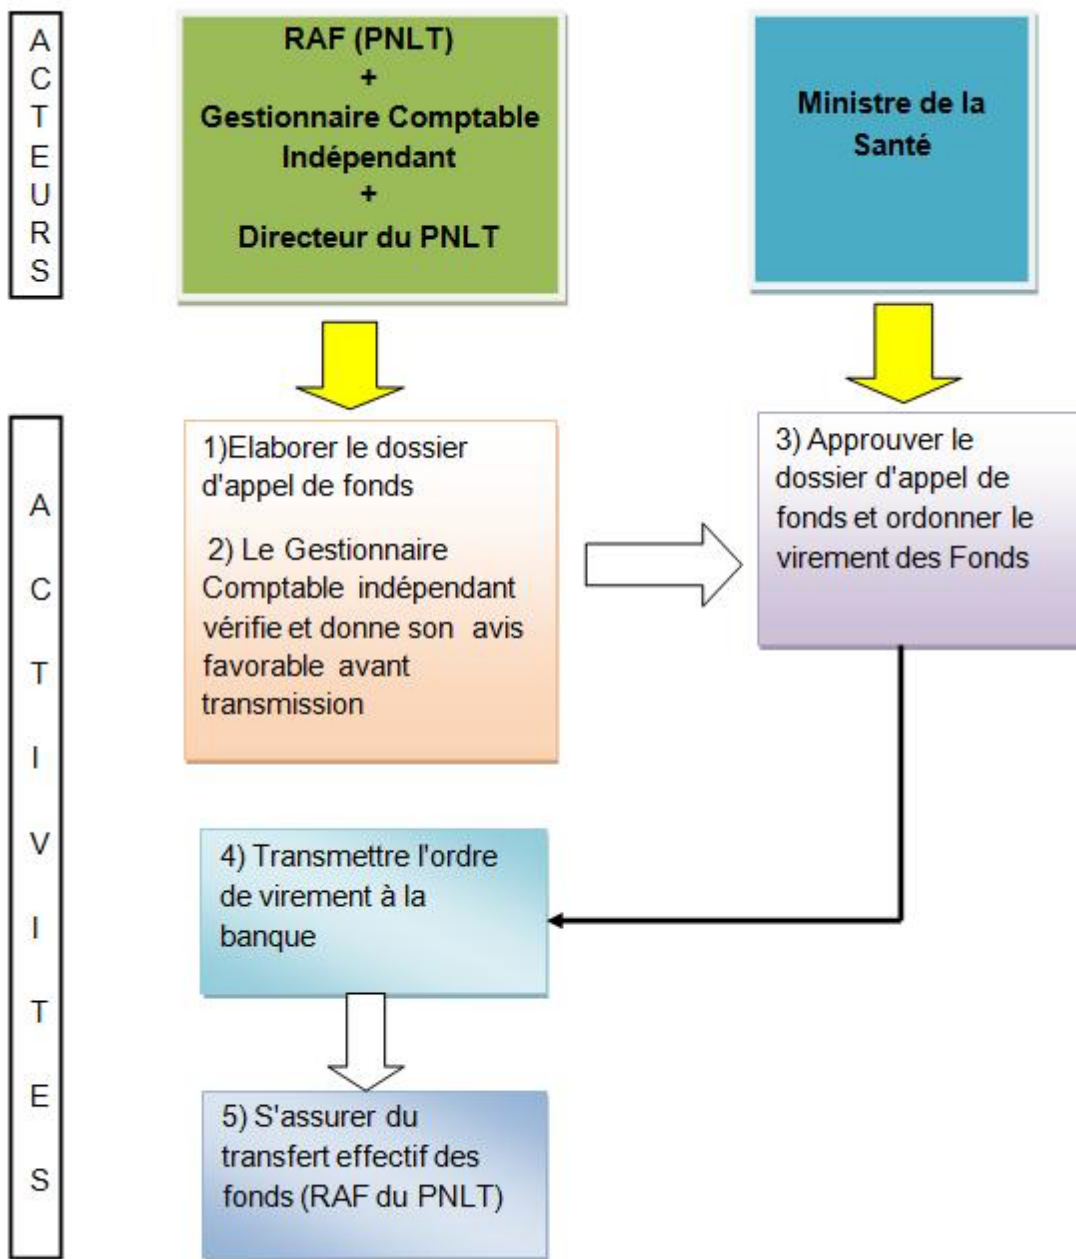 ACTEURS
RAF (PNLT)
+
Gestionnaire Comptable
Indépendant
+
Directeur du PNLT
Ministre de la
Santé
ACTIVITES
1)Elaborer le dossier
d'appel de fonds
2) Le Gestionnaire
Comptable indépendant
vérifie et donne son avis
favorable avant
transmission
3) Approuver le
dossier d'appel de
fonds et ordonner le
virement des Fonds
4) Transmettre l'ordre
de virement à la
banque
5) S'assurer du
transfert effectif des
fonds (RAF du PNLT)